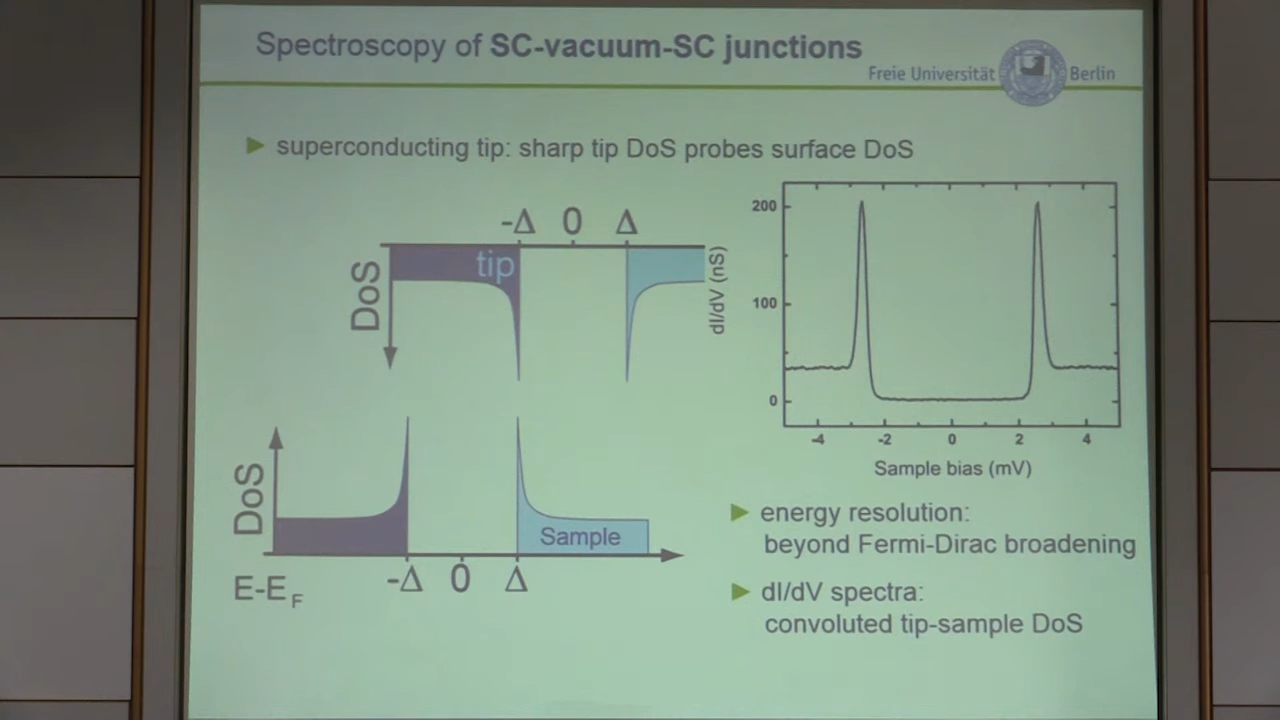 Spectroscopy of SC-vacuum-SC junctions
Freie Universität Berlin
superconducting tip: sharp tip DoS probes surface DoS
-Δ 0 Δ
tip
DoS
DoS
Sample
-Δ 0 Δ
E-EF
dI/dV (nS)
200
100
0
-4 -2 0 2 4
Sample bias (mV)
energy resolution:
beyond Fermi-Dirac broadening
dI/dV spectra:
convoluted tip-sample DoS